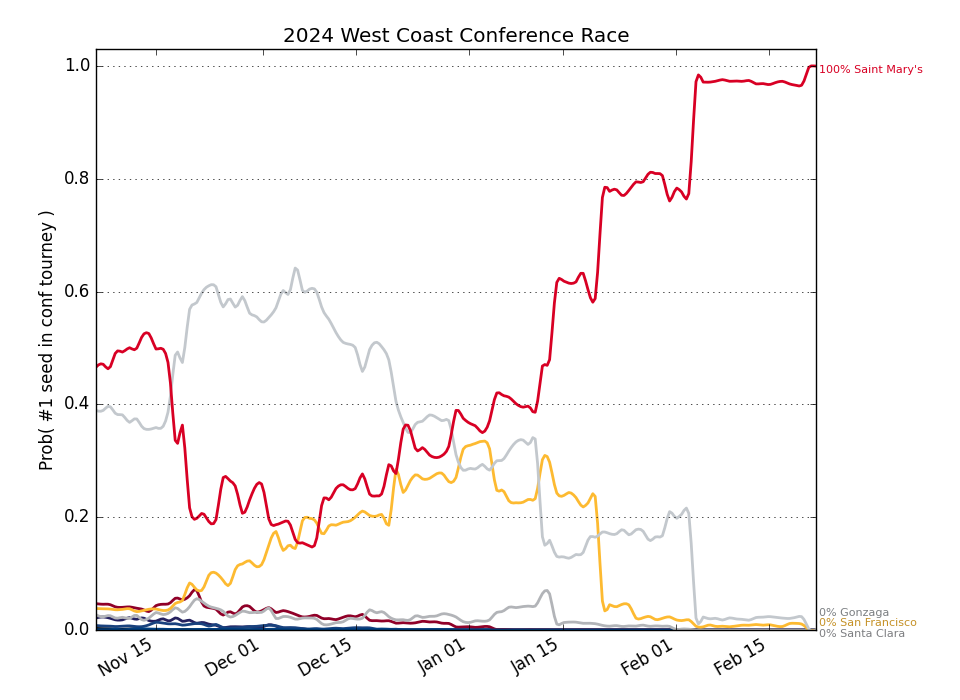 2024 West Coast Conference Race
Prob( #1 seed in conf tourney )
1.0
0.8
0.6
0.4
0.2
0.0
Nov 15
Dec 01
Dec 15
Jan 01
Jan 15
Feb 01
Feb 15
100% Saint Mary's
0% Gonzaga
0% San Francisco
0% Santa Clara